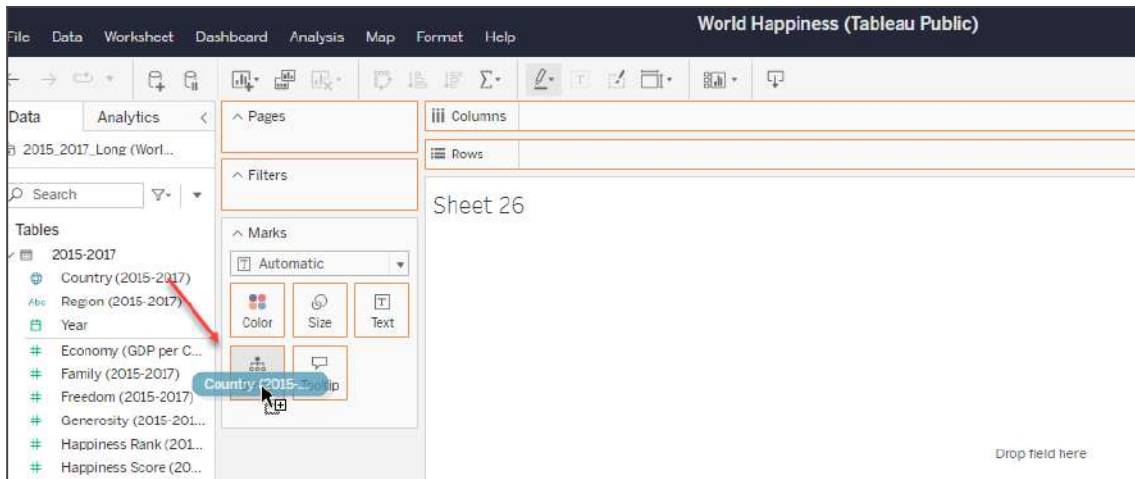 World Happiness (Tableau Public)
File Data Worksheet Dashboard Analysis Map Format Help
Data Analytics
2015_2017_Long (Worl...
Search
Tables
2015-2017
Country (2015-2017)
Abc Region (2015-2017)
Year
# Economy (GDP per C...
# Family (2015-2017)
# Freedom (2015-2017)
# Generosity (2015-201...
# Happiness Rank (201...
# Happiness Score (20...
Pages
Filters
Marks
T Automatic
Color Size Text
Country (2015-...
Columns
Rows
Sheet 26
Drop field here